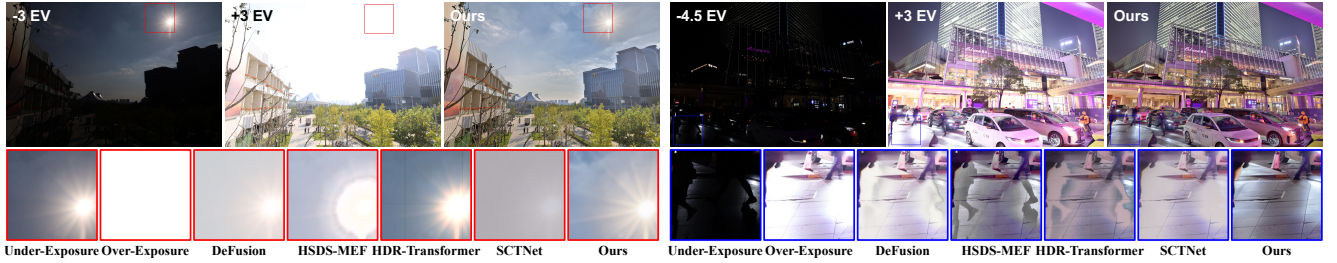 -3 EV
+3 EV
Ours
-4.5 EV
+3 EV
Ours
Under-Exposure Over-Exposure DeFusion HSDS-MEF HDR-Transformer SCTNet Ours
Under-Exposure Over-Exposure DeFusion HSDS-MEF HDR-Transformer SCTNet Ours